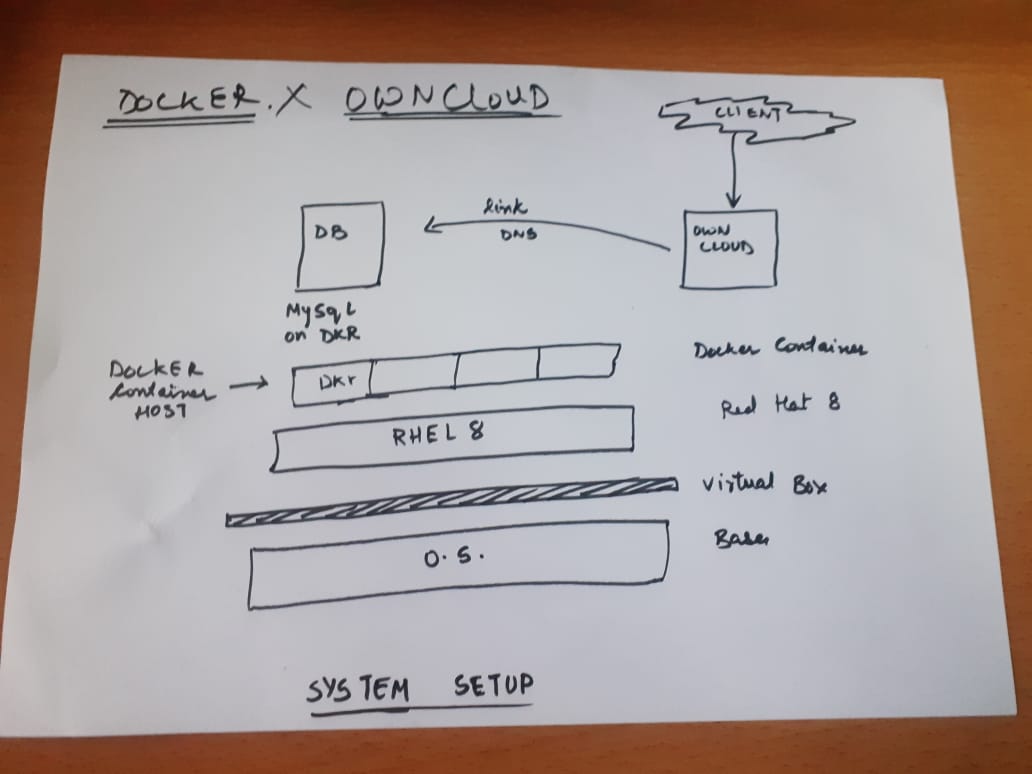 DOCKER. X OWNCLOUD
CLIENT
link
DNS
DB
OWN
CLOUD
MySqL
on DKR
DOCKER
Container
HOST
DKr
Docker Container
RHEL 8
Red Hat 8
Virtual Box
O.S.
Base
SYSTEM SETUP